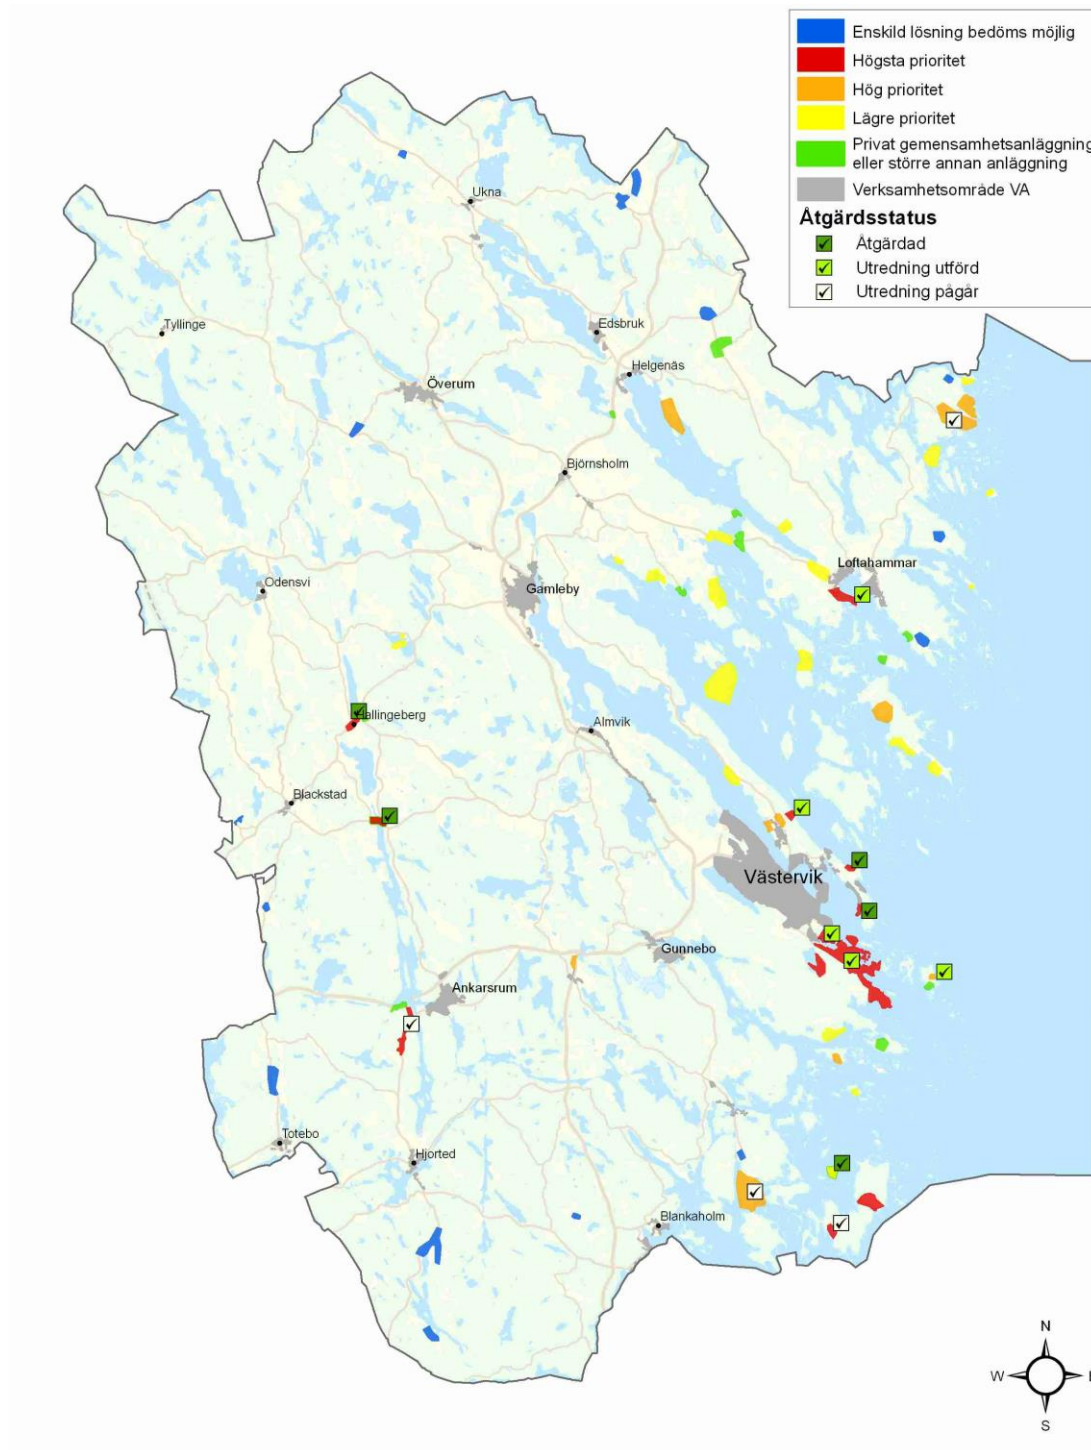 Enskild lösning bedöms möjlig
Högsta prioritet
Hög prioritet
Lägre prioritet
Privat gemensamhetsanläggning
eller större annan anläggning
Verksamhetsområde VA
Åtgärdsstatus
Åtgärdad
Utredning utförd
Utredning pågår
Ukna
Tyllinge
Edsbruk
Helgenäs
Överum
Björnsholm
Loftahammar
Odensvi
Gamleby
Hallingeberg
Almvik
Blackstad
Västervik
Gunnebo
Ankarsrum
Totebo
Hjorted
Blankaholm
N
W
S